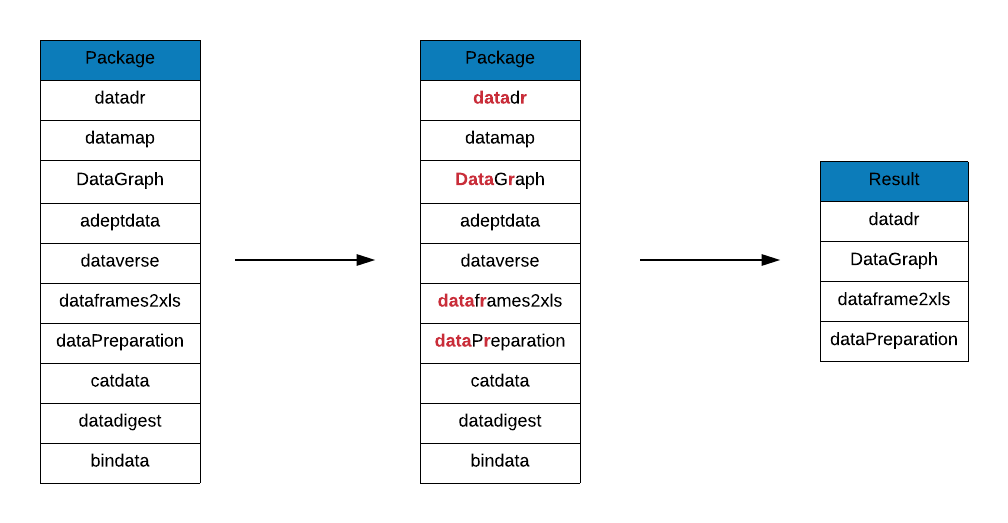 Package
datadr
datamap
DataGraph
adeptdata
dataverse
dataframes2xls
dataPreparation
catdata
datadigest
bindata
Package
datadr
datamap
DataGraph
adeptdata
dataverse
dataframes2xls
dataPreparation
catdata
datadigest
bindata
Result
datadr
DataGraph
dataframe2xls
dataPreparation